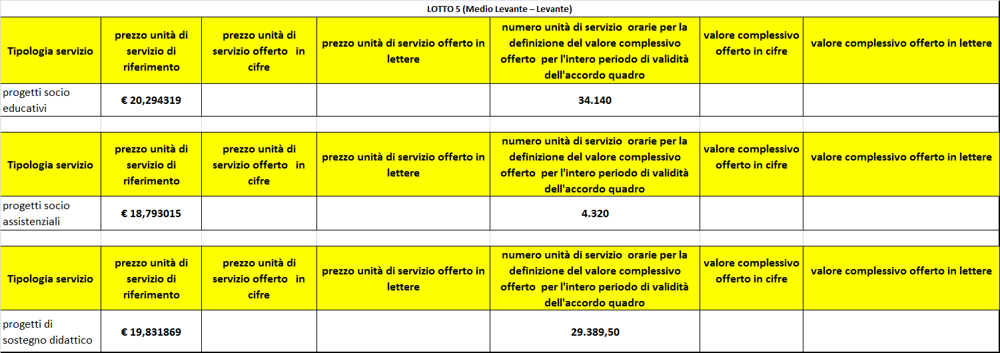 LOTTO 5 (Medio Levante – Levante)
Tipologia servizio
prezzo unità di
servizio di
riferimento
prezzo unità di
servizio offerto in
cifre
prezzo unità di servizio offerto in
lettere
numero unità di servizio orarie per la
definizione del valore complessivo
offerto per l'intero periodo di validità
dell'accordo quadro
valore complessivo
offerto in cifre
valore complessivo offerto in lettere
progetti socio
educativi
€ 20,294319
34.140
Tipologia servizio
prezzo unità di
servizio di
riferimento
prezzo unità di
servizio offerto in
cifre
prezzo unità di servizio offerto in
lettere
numero unità di servizio orarie per la
definizione del valore complessivo
offerto per l'intero periodo di validità
dell'accordo quadro
valore complessivo
offerto in cifre
valore complessivo offerto in lettere
progetti socio
assistenziali
€ 18,793015
4.320
Tipologia servizio
prezzo unità di
servizio di
riferimento
prezzo unità di
servizio offerto in
cifre
prezzo unità di servizio offerto in
lettere
numero unità di servizio orarie per la
definizione del valore complessivo
offerto per l'intero periodo di validità
dell'accordo quadro
valore complessivo
offerto in cifre
valore complessivo offerto in lettere
progetti di
sostegno didattico
€ 19,831869
29.389,50